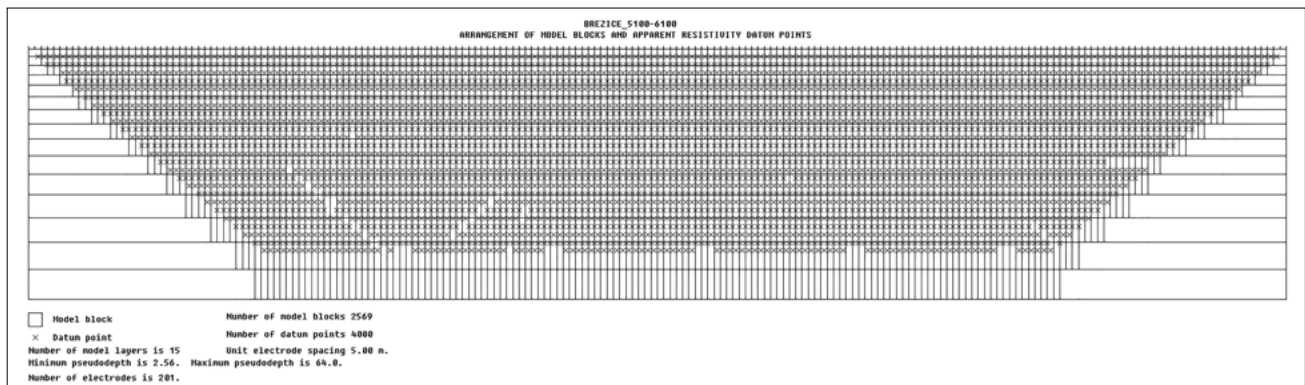 BREZICE_5100-6100
ARRANGEMENT OF MODEL BLOCKS AND APPARENT RESISTIVITY DATUM POINTS
Model block
Number of model blocks 2569
× Datum point
Number of datum points 4000
Number of model layers is 15
Unit electrode spacing 5.00 m.
Minimum pseudodepth is 2.56. Maximum pseudodepth is 64.0.
Number of electrodes is 201.